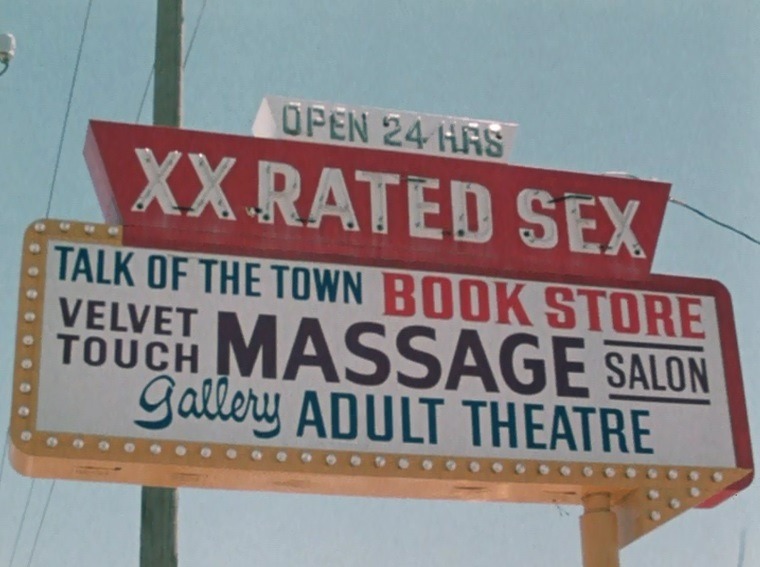 OPEN 24 HRS
XX RATED SEX
TALK OF THE TOWN BOOK STORE
VELVET TOUCH MASSAGE SALON
Gallery ADULT THEATRE